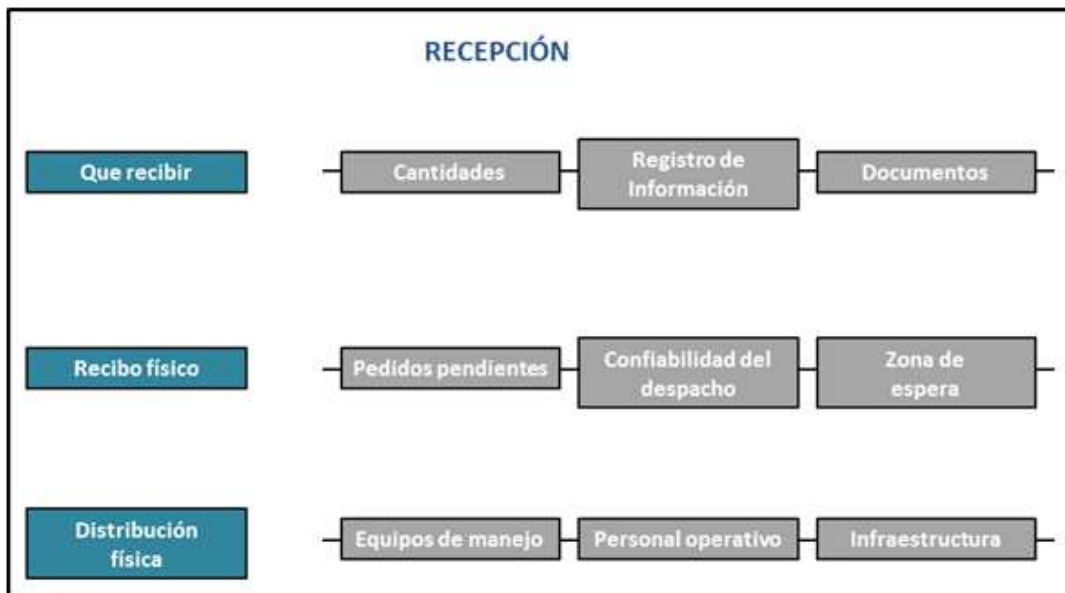 RECEPCIÓN
Que recibir
Cantidades
Registro de
Información
Documentos
Recibo físico
Pedidos pendientes
Confiabilidad del
despacho
Zona de
espera
Distribución
física
Equipos de manejo
Personal operativo
Infraestructura